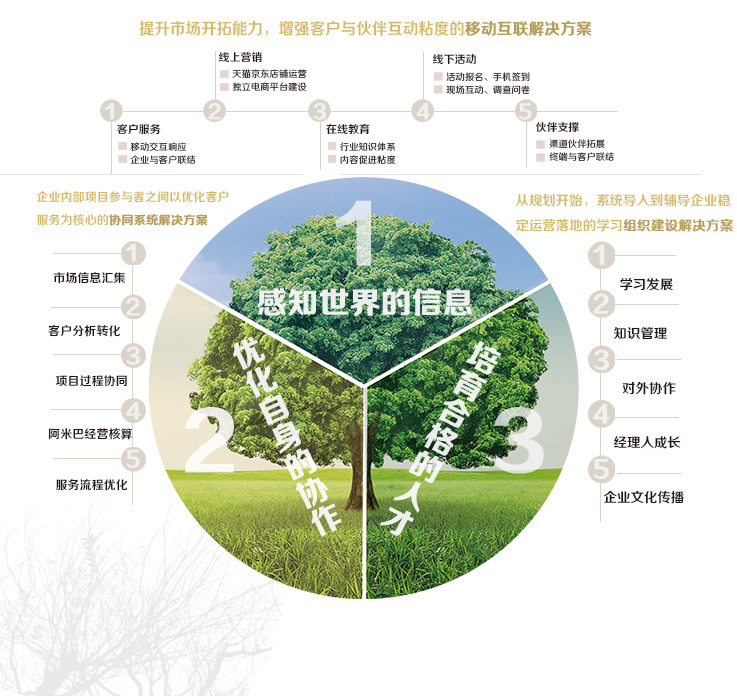 提升市场开拓能力，增强客户与伙伴互动粘度的移动互联解决方案
线上营销
天猫京东店铺运营
独立电商平台建设
线下活动
活动报名、手机签到
现场互动、调查问卷
1
2
3
4
5
客户服务
移动交互响应
企业与客户联结
在线教育
行业知识体系
内容促进粘度
伙伴支撑
渠道伙伴拓展
终端与客户联结
企业内部项目参与者之间以优化客户
服务为核心的协同系统解决方案
1
市场信息汇集
2
客户分析转化
3
项目过程协同
4
阿米巴经营核算
5
服务流程优化
从规划开始，系统导入到辅导企业稳
定运营落地的学习组织建设解决方案
1
学习发展
2
知识管理
3
对外协作
4
经理人成长
5
企业文化传播
1
感知世界的信息
2
优化自身的协作
3
培育合格的人才